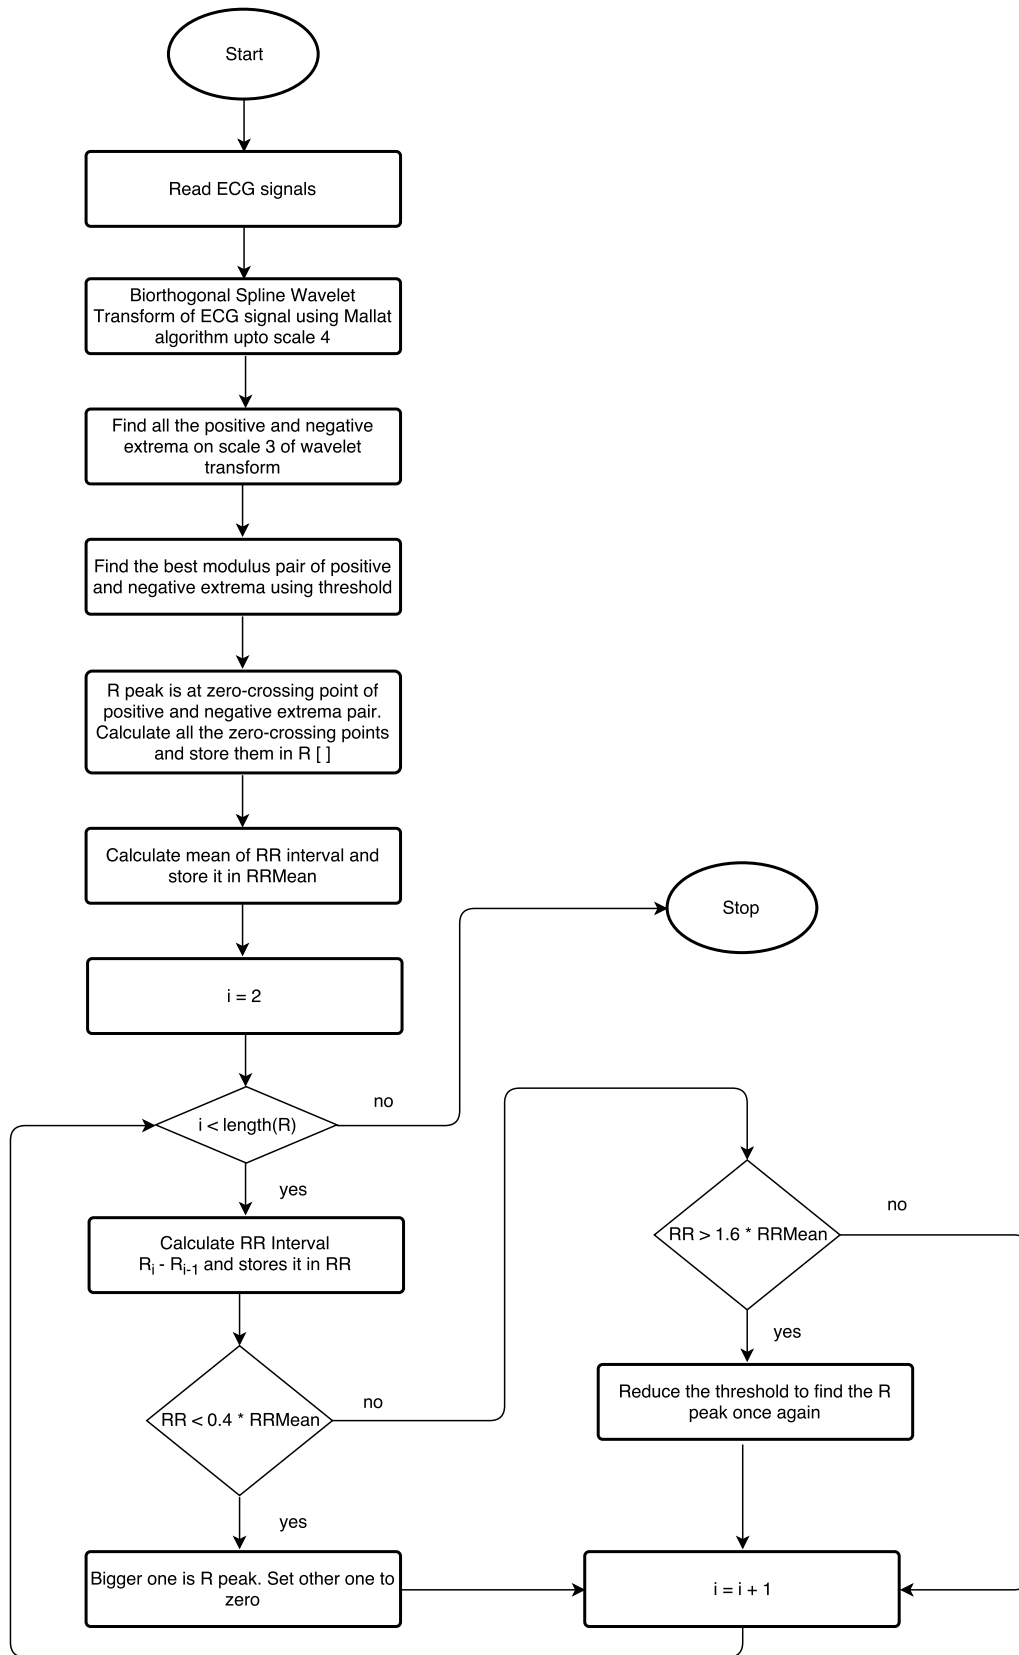 Start
Read ECG signals
Biorthogonal Spline Wavelet
Transform of ECG signal using Mallat
algorithm upto scale 4
Find all the positive and negative
extrema on scale 3 of wavelet
transform
Find the best modulus pair of positive
and negative extrema using threshold
R peak is at zero-crossing point of
positive and negative extrema pair.
Calculate all the zero-crossing points
and store them in R [ ]
Calculate mean of RR interval and
store it in RRMean
Stop
i = 2
no
i < length(R)
yes
Calculate RR Interval
Ri - Ri-1 and stores it in RR
no
RR > 1.6 * RRMean
yes
Reduce the threshold to find the R
peak once again
no
RR < 0.4 * RRMean
yes
Bigger one is R peak. Set other one to
zero
i = i + 1